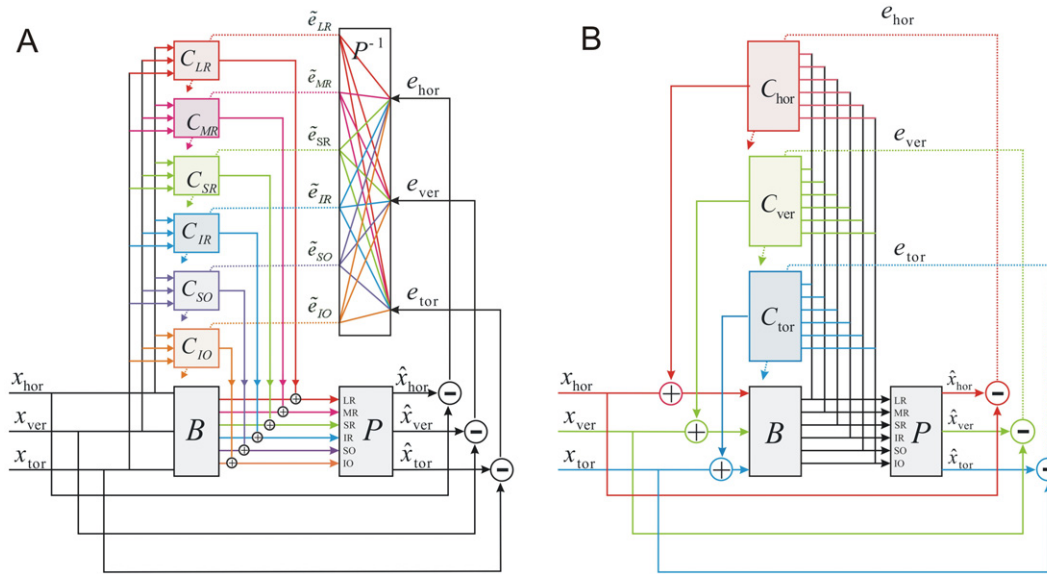 A
C_LR
C_MR
C_SR
C_IR
C_SO
C_IO
ẽ_LR
ẽ_MR
ẽ_SR
ẽ_IR
ẽ_SO
ẽ_IO
P⁻¹
e_hor
e_ver
e_tor
x_hor
x_ver
x_tor
B
+
+
+
+
+
+
LR
MR
SR
IR
SO
IO
P
x̂_hor
x̂_ver
x̂_tor
−
−
−
B
e_hor
e_ver
e_tor
C_hor
C_ver
C_tor
x_hor
x_ver
x_tor
+
+
+
B
LR
MR
SR
IR
SO
IO
P
x̂_hor
x̂_ver
x̂_tor
−
−
−